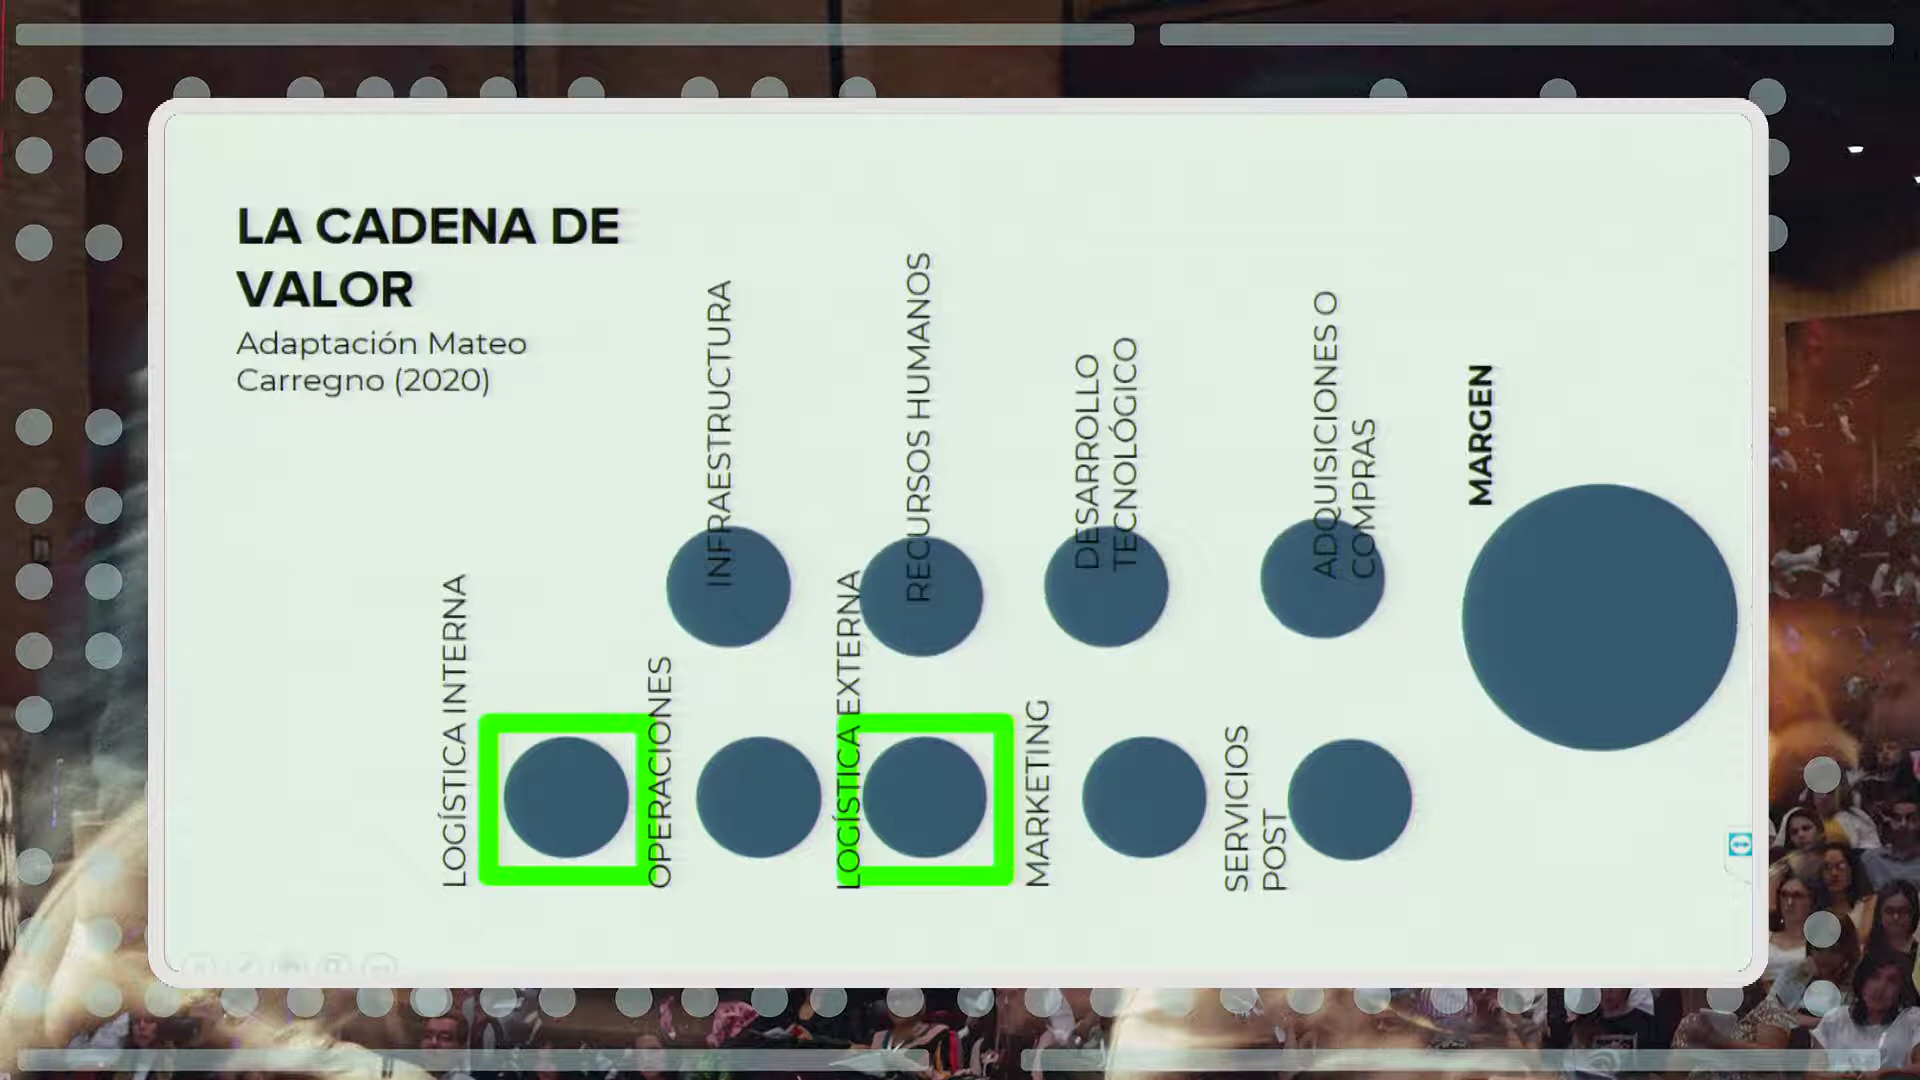 LA CADENA DE
VALOR
Adaptación Mateo
Carregno (2020)
INFRAESTRUCTURA
RECURSOS HUMANOS
DESARROLLO
TECNOLÓGICO
ADQUISICIONES O
COMPRAS
MARGEN
LOGÍSTICA INTERNA
OPERACIONES
LOGÍSTICA EXTERNA
MARKETING
SERVICIOS
POST